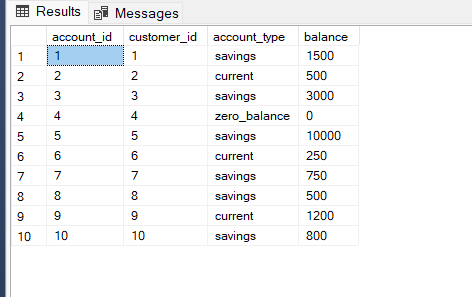 Results Messages
account_id customer_id account_type balance
1 1 1 savings 1500
2 2 2 current 500
3 3 3 savings 3000
4 4 4 zero_balance 0
5 5 5 savings 10000
6 6 6 current 250
7 7 7 savings 750
8 8 8 savings 500
9 9 9 current 1200
10 10 10 savings 800